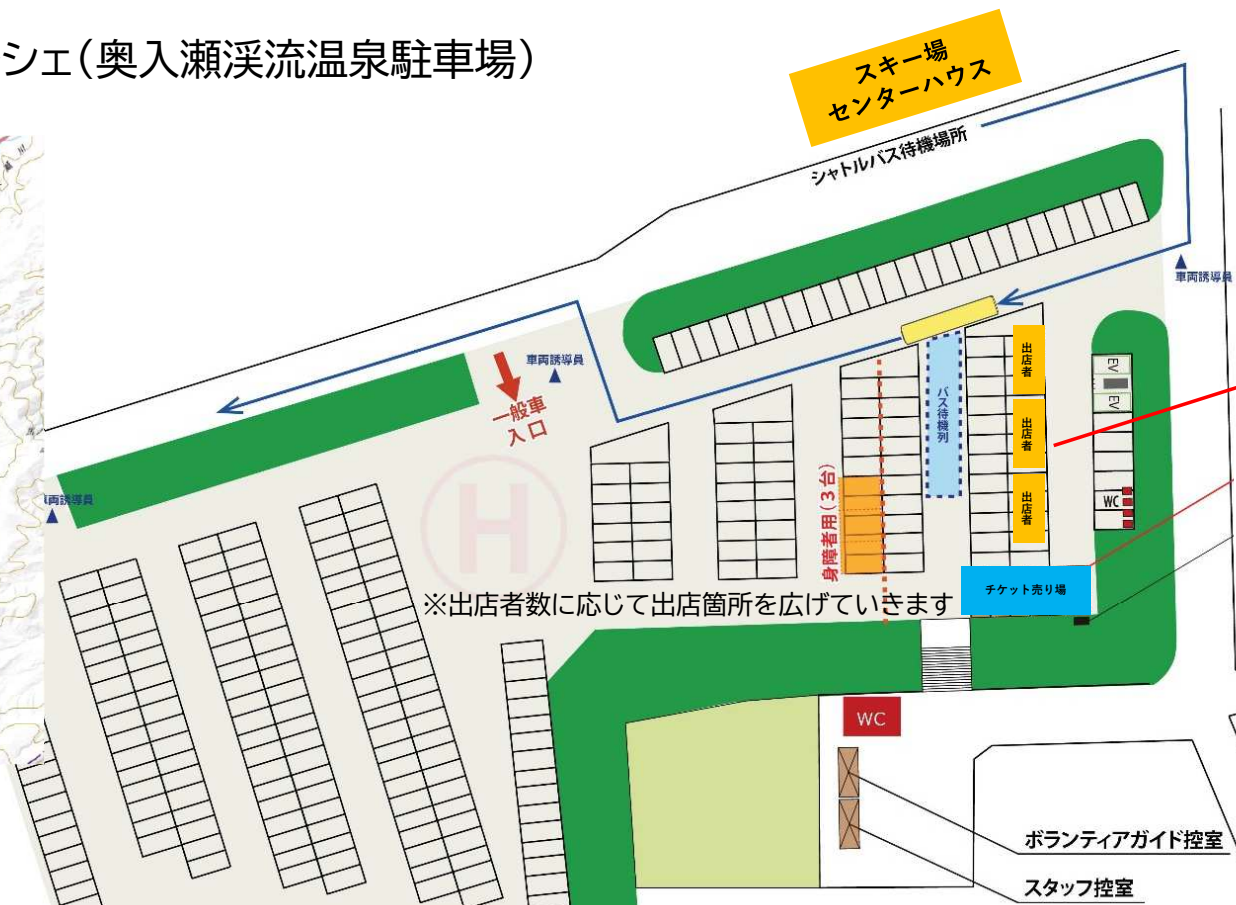 シェ(奥入瀬渓流温泉駐車場)
スキー場
センターハウス
シャトルバス待機場所
車両誘導員
車両誘導員
一般車
入口
両誘導員
H
身障者用(3台)
バス待機列
出店者
出店者
出店者
EV
EV
WC
チケット売り場
※出店者数に応じて出店箇所を広げていきます
WC
ボランティアガイド控室
スタッフ控室